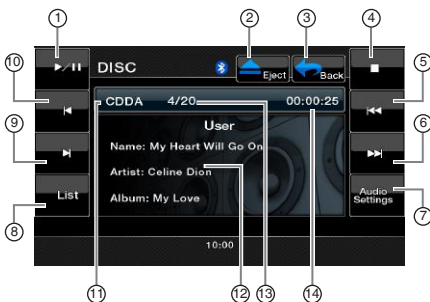 1 2 3 4
DISC Eject Back
10 5
CDDA 4/20 00:00:25
User
9 Name: My Heart Will Go On 6
Artist: Celine Dion
List Album: My Love Audio Settings
8 7
10:00
11 12 13 14